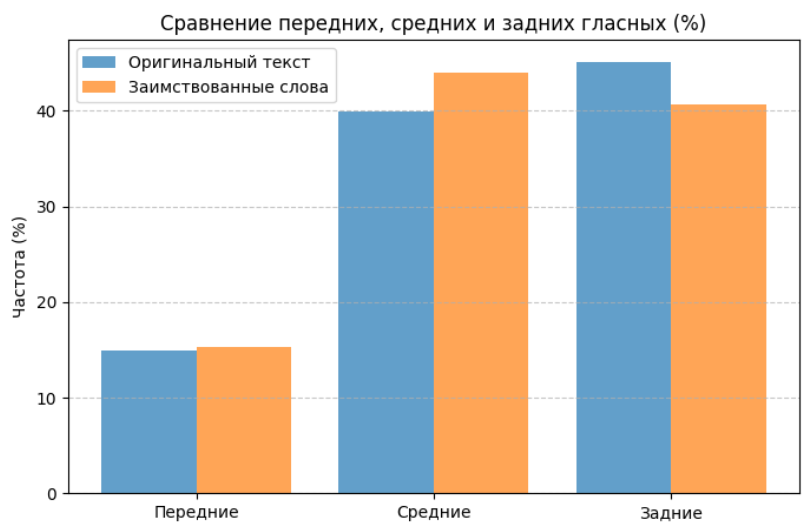 Сравнение передних, средних и задних гласных (%)
Оригинальный текст
Заимствованные слова
Частота (%)
40
30
20
10
0
Передние
Средние
Задние